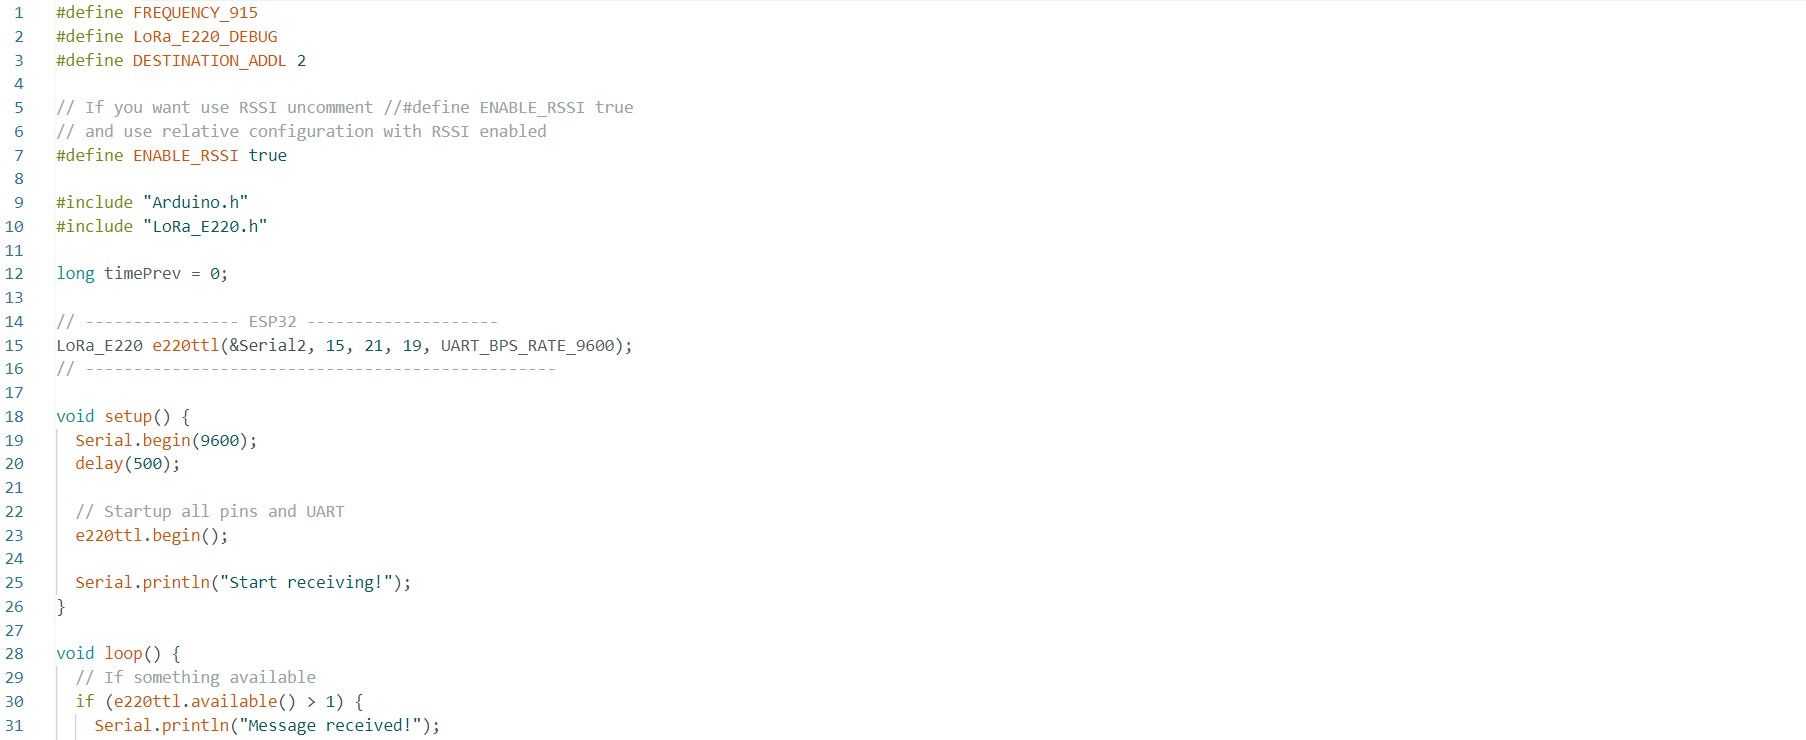 1 #define FREQUENCY_915
2 #define LoRa_E220_DEBUG
3 #define DESTINATION_ADDL 2
4
5 // If you want use RSSI uncomment //#define ENABLE_RSSI true
6 // and use relative configuration with RSSI enabled
7 #define ENABLE_RSSI true
8
9 #include "Arduino.h"
10 #include "LoRa_E220.h"
11
12 long timePrev = 0;
13
14 // ---------------- ESP32 --------------------
15 LoRa_E220 e220ttl(&Serial2, 15, 21, 19, UART_BPS_RATE_9600);
16 // -------------------------------------------------
17
18 void setup() {
19   Serial.begin(9600);
20   delay(500);
21
22   // Startup all pins and UART
23   e220ttl.begin();
24
25   Serial.println("Start receiving!");
26 }
27
28 void loop() {
29   // If something available
30   if (e220ttl.available() > 1) {
31     Serial.println("Message received!");